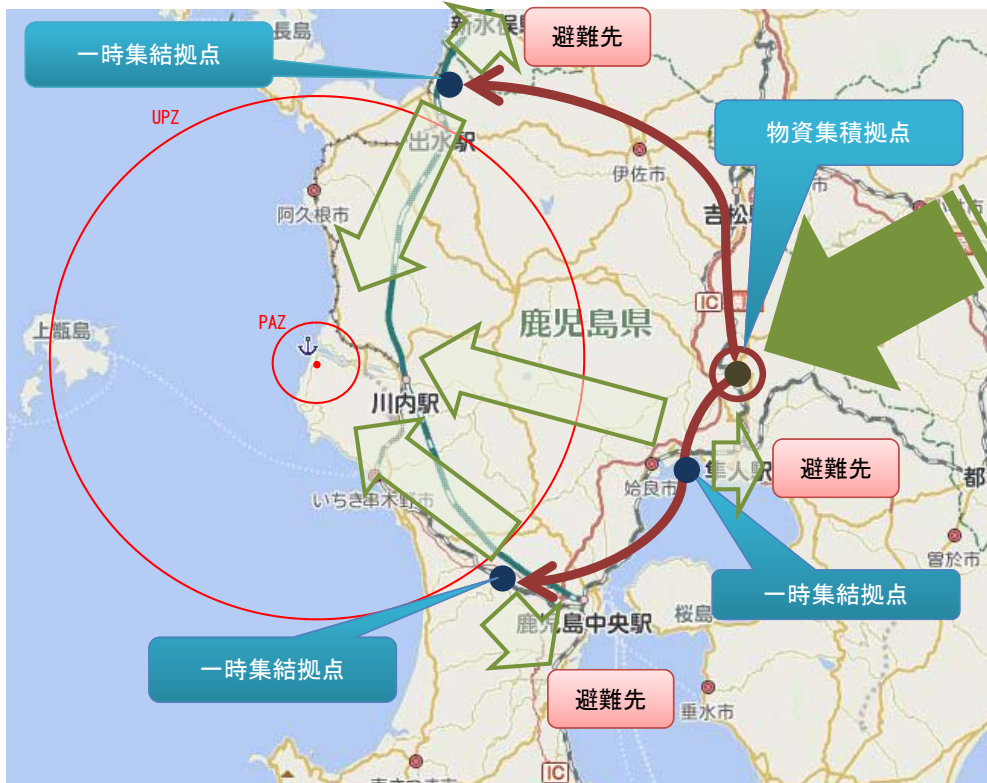 新水俣駅
長島
避難先
一時集結拠点
UPZ
物資集積拠点
出水駅
伊佐市
阿久根市
IC
鹿児島県
上甑島
PAZ
川内駅
避難先
隼人駅
姶良市
いちき串木野市
都
曽於市
一時集結拠点
鹿児島中央駅
桜島
一時集結拠点
避難先
垂水市
IC